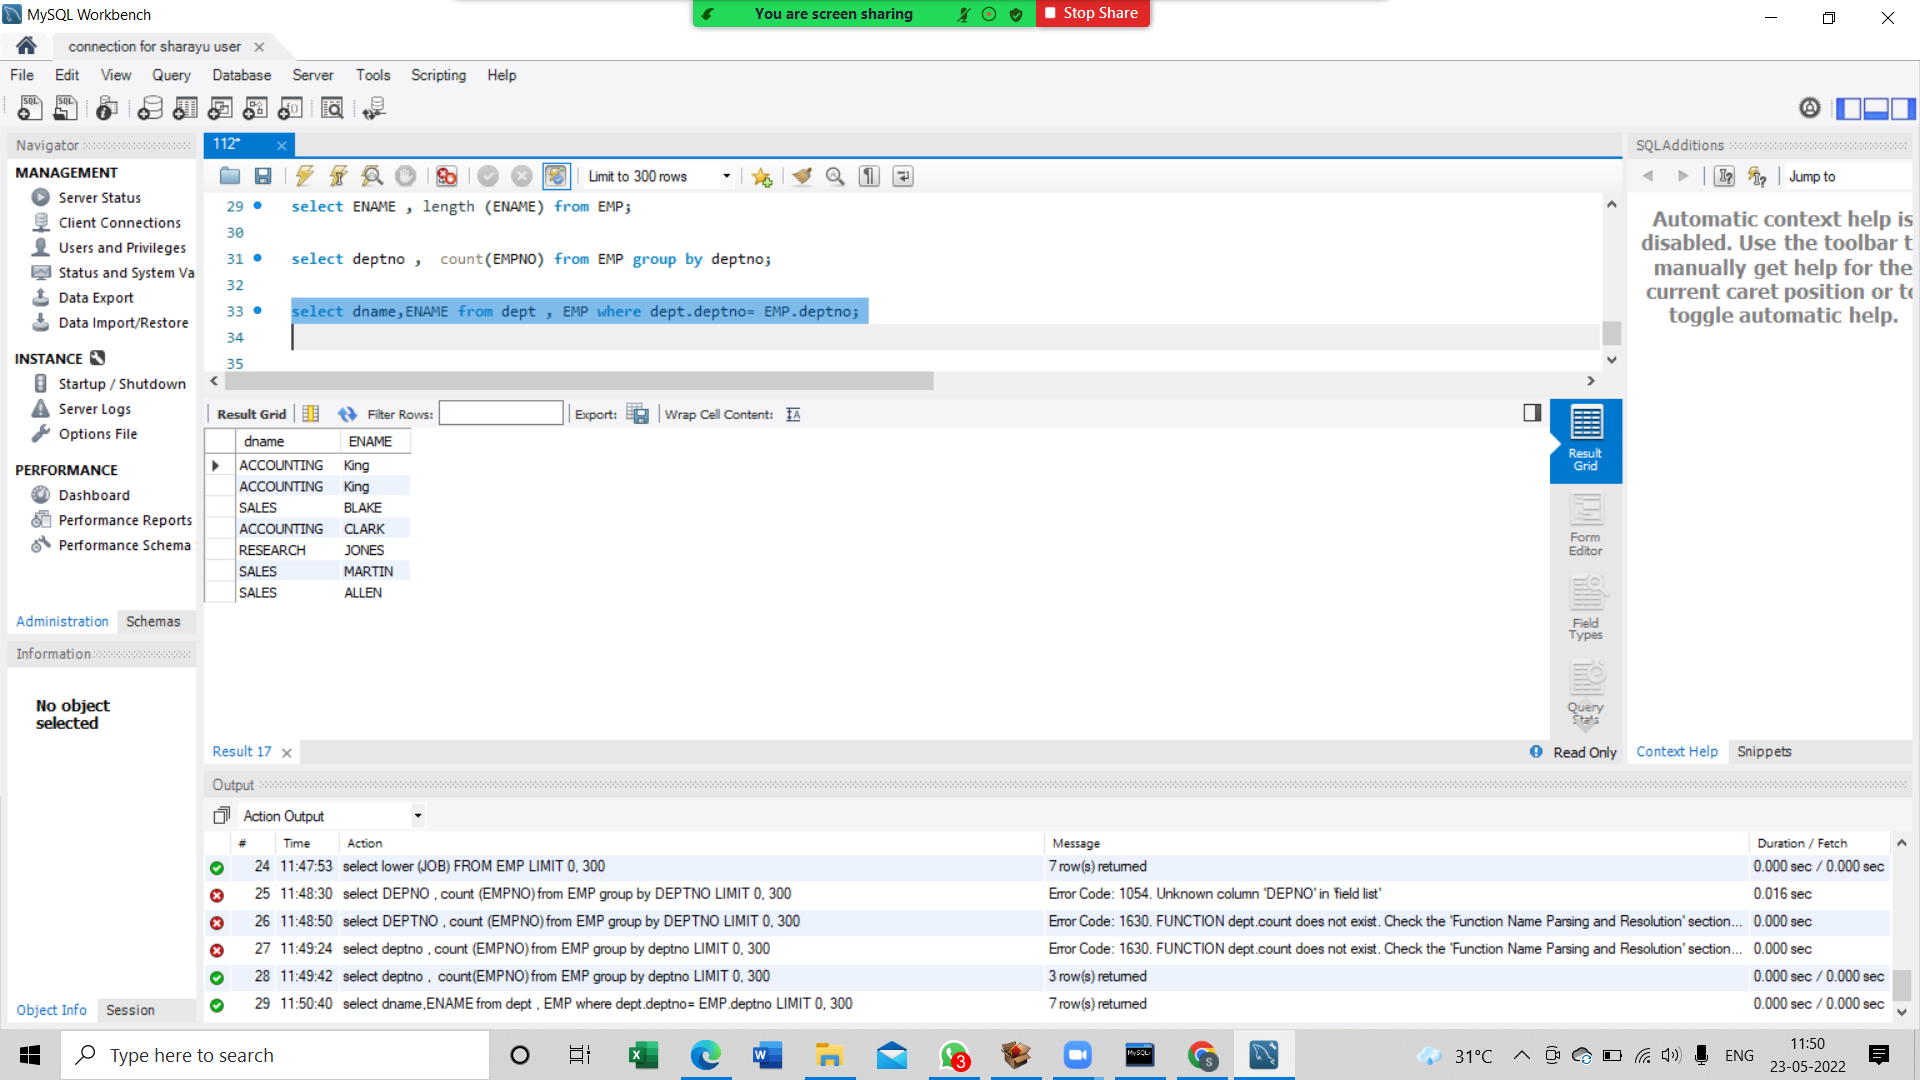 MySQL Workbench
You are screen sharing
Stop Share
connection for sharayu user
File Edit View Query Database Server Tools Scripting Help
Navigator
MANAGEMENT
Server Status
Client Connections
Users and Privileges
Status and System Va
Data Export
Data Import/Restore
INSTANCE
Startup / Shutdown
Server Logs
Options File
PERFORMANCE
Dashboard
Performance Reports
Performance Schema
Administration Schemas
Information
No object
selected
Object Info Session
112*
Limit to 300 rows
29 select ENAME , length (ENAME) from EMP;
30
31 select deptno ,  count(EMPNO) from EMP group by deptno;
32
33 select dname,ENAME from dept , EMP where dept.deptno= EMP.deptno;
34
35
Result Grid Filter Rows: Export: Wrap Cell Content:
dname ENAME
ACCOUNTING King
ACCOUNTING King
SALES BLAKE
ACCOUNTING CLARK
RESEARCH JONES
SALES MARTIN
SALES ALLEN
Result
Grid
Form
Editor
Field
Types
Query
Stats
Result 17
Read Only
SQLAdditions
Jump to
Automatic context help is
disabled. Use the toolbar t
manually get help for the
current caret position or to
toggle automatic help.
Context Help Snippets
Output
Action Output
# Time Action Message Duration / Fetch
24 11:47:53 select lower (JOB) FROM EMP LIMIT 0, 300 7 row(s) returned 0.000 sec / 0.000 sec
25 11:48:30 select DEPNO , count (EMPNO) from EMP group by DEPTNO LIMIT 0, 300 Error Code: 1054. Unknown column 'DEPNO' in 'field list' 0.016 sec
26 11:48:50 select DEPTNO , count (EMPNO) from EMP group by DEPTNO LIMIT 0, 300 Error Code: 1630. FUNCTION dept.count does not exist. Check the 'Function Name Parsing and Resolution' section... 0.000 sec
27 11:49:24 select deptno , count (EMPNO) from EMP group by deptno LIMIT 0, 300 Error Code: 1630. FUNCTION dept.count does not exist. Check the 'Function Name Parsing and Resolution' section... 0.000 sec
28 11:49:42 select deptno ,  count(EMPNO) from EMP group by deptno LIMIT 0, 300 3 row(s) returned 0.000 sec / 0.000 sec
29 11:50:40 select dname,ENAME from dept , EMP where dept.deptno= EMP.deptno LIMIT 0, 300 7 row(s) returned 0.000 sec / 0.000 sec
Type here to search
3
31°C
ENG
11:50
23-05-2022